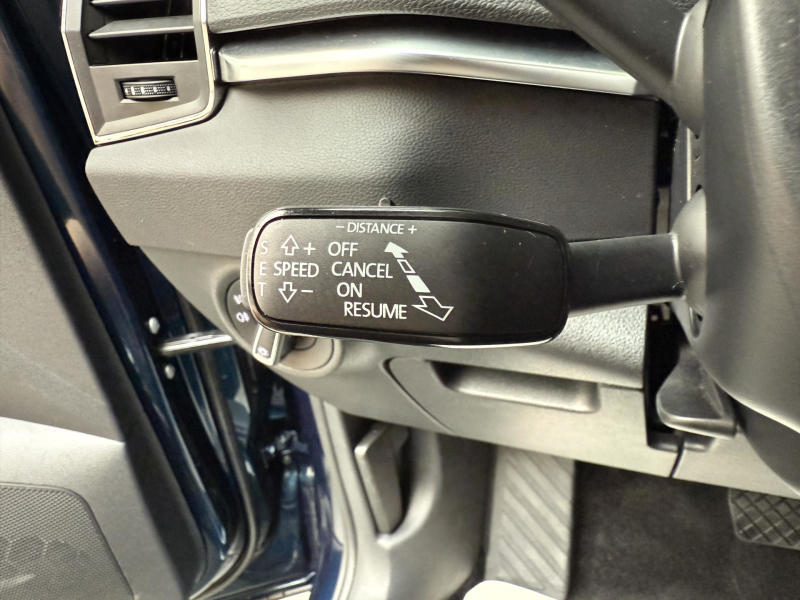 - DISTANCE +
S + OFF
E SPEED CANCEL
T - ON
RESUME